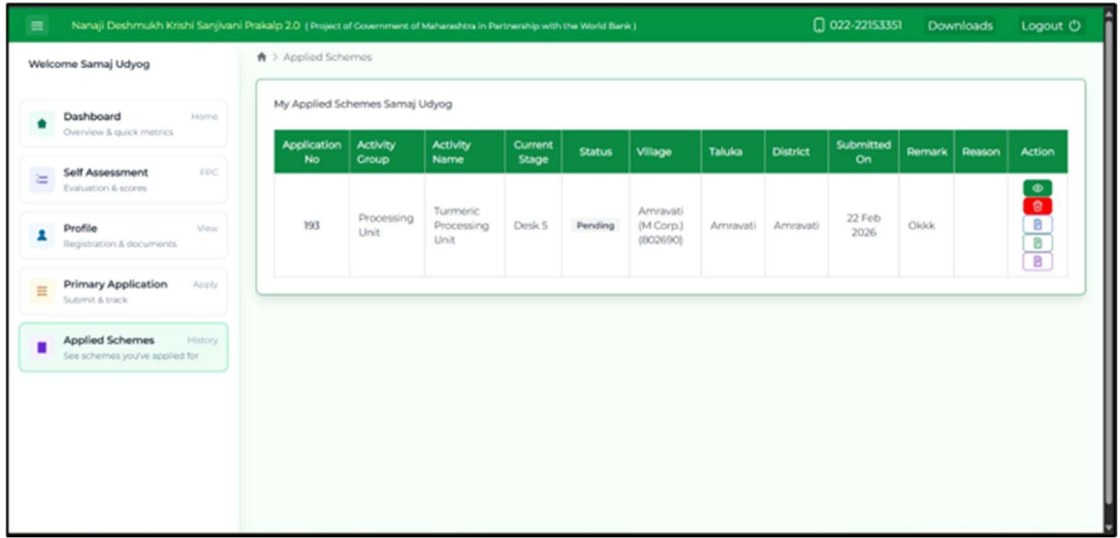 Nanaji Deshmukh Krishi Sanjivani Prakalp 2.0 ( Project of Government of Maharashtra in Partnership with the World Bank )
022-22153351
Downloads
Logout
Welcome Samaj Udyog
Dashboard Home
Overview & quick metrics
Self Assessment FPC
Evaluation & scores
Profile View
Registration & documents
Primary Application Apply
Submit & track
Applied Schemes History
See schemes you've applied for
> Applied Schemes
My Applied Schemes Samaj Udyog
Application No
Activity Group
Activity Name
Current Stage
Status
Village
Taluka
District
Submitted On
Remark
Reason
Action
193
Processing Unit
Turmeric Processing Unit
Desk 5
Pending
Amravati (M Corp.) (802690)
Amravati
Amravati
22 Feb 2026
Okkk